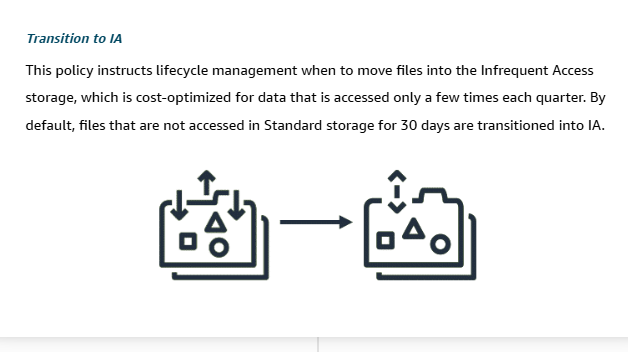 Transition to IA
This policy instructs lifecycle management when to move files into the Infrequent Access
storage, which is cost-optimized for data that is accessed only a few times each quarter. By
default, files that are not accessed in Standard storage for 30 days are transitioned into IA.